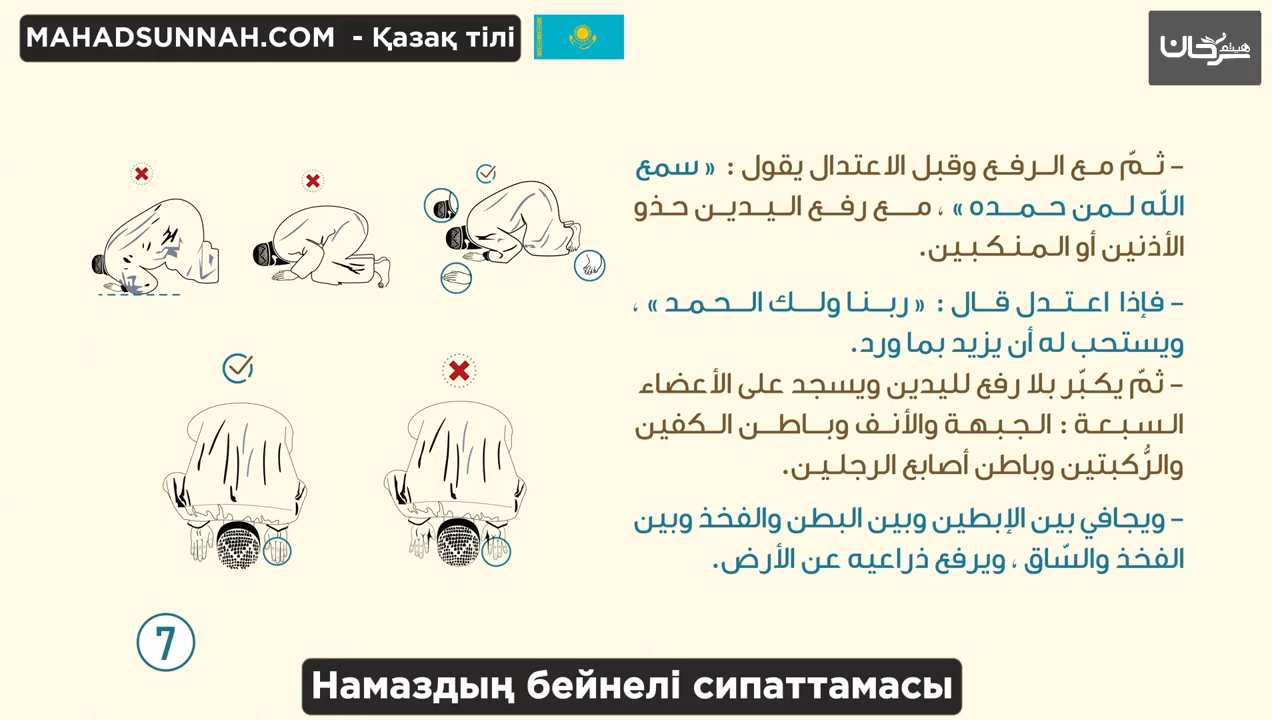 MAHADSUNNAH.COM - Қазақ тілі
هيثم سرحان
– ثمّ مع الرفع وقبل الاعتدال يقول : « سمع
اللّه لمن حمده » ، مع رفع اليدين حذو
الأذنين أو المنكبين.
– فإذا اعتدل قال : « ربنا ولك الحمد » ،
ويستحب له أن يزيد بما ورد.
– ثمّ يكبّر بلا رفع لليدين ويسجد على الأعضاء
السبعة : الجبهة والأنف وباطن الكفين
والرُّكبتين وباطن أصابع الرجلين.
– ويجافي بين الإبطين وبين البطن والفخذ وبين
الفخذ والسّاق ، ويرفع ذراعيه عن الأرض.
7
Намаздың бейнелі сипаттамасы